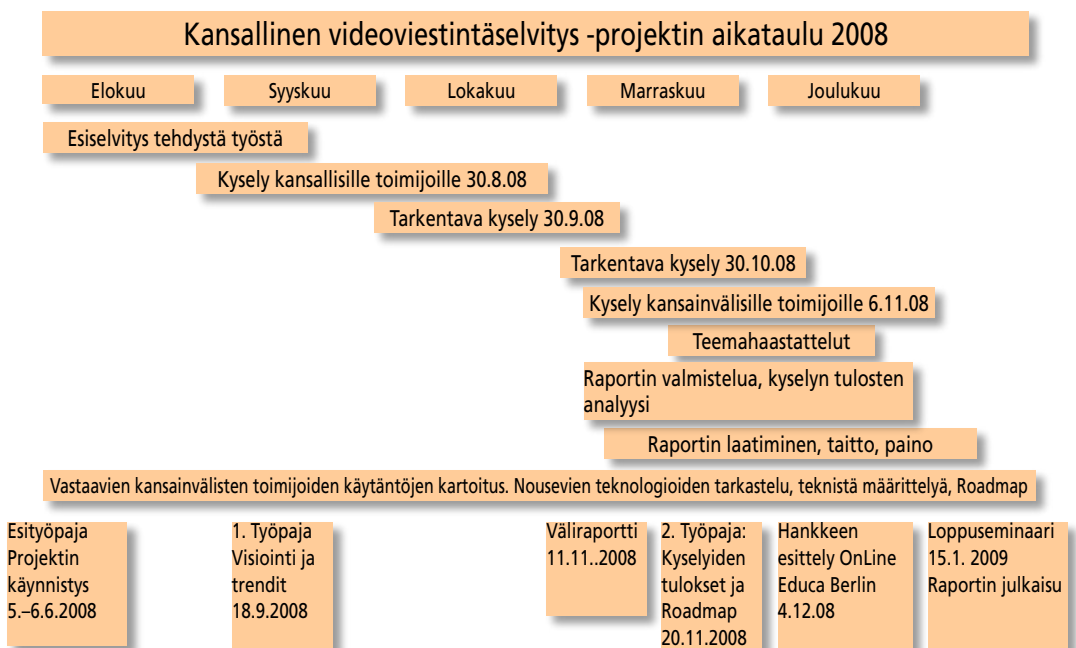 Kansallinen videoviestintäselvitys -projektin aikataulu 2008
Elokuu
Syyskuu
Lokakuu
Marraskuu
Joulukuu
Esiselvitys tehdystä työstä
Kysely kansallisille toimijoille 30.8.08
Tarkentava kysely 30.9.08
Tarkentava kysely 30.10.08
Kysely kansainvälisille toimijoille 6.11.08
Teemahaastattelut
Raportin valmistelua, kyselyn tulosten
analyysi
Raportin laatiminen, taitto, paino
Vastaavien kansainvälisten toimijoiden käytäntöjen kartoitus. Nousevien teknologioiden tarkastelu, teknistä määrittelyä, Roadmap
Esityöpaja
Projektin
käynnistys
5.–6.6.2008
1. Työpaja
Visiointi ja
trendit
18.9.2008
Väliraportti
11.11..2008
2. Työpaja:
Kyselyiden
tulokset ja
Roadmap
20.11.2008
Hankkeen
esittely OnLine
Educa Berlin
4.12.08
Loppuseminaari
15.1. 2009
Raportin julkaisu